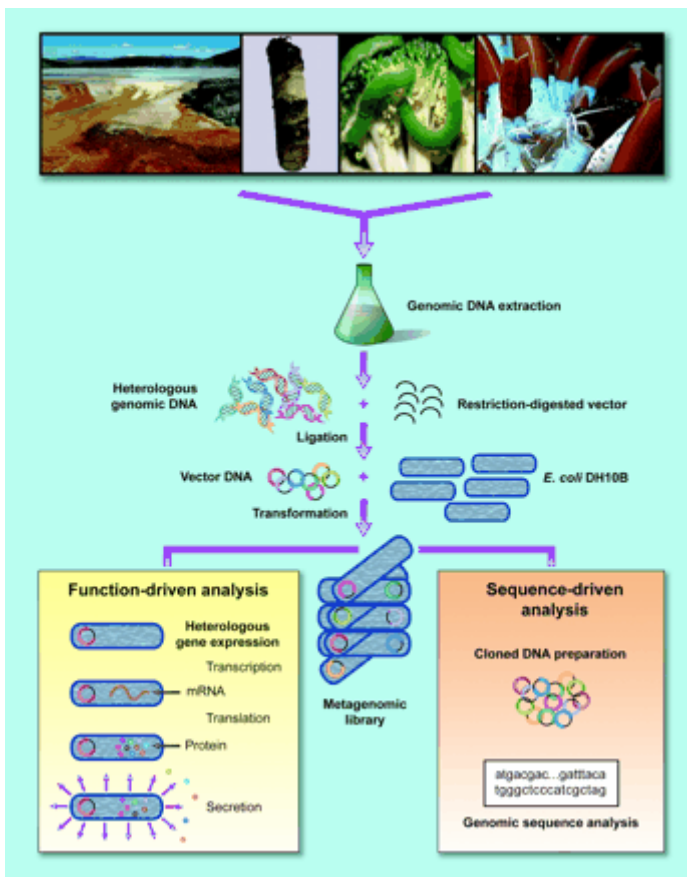 Genomic DNA extraction
Heterologous
genomic DNA
Restriction-digested vector
Ligation
Vector DNA
E. coli DH10B
Transformation
Function-driven analysis
Heterologous
gene expression
Transcription
mRNA
Translation
Protein
Secretion
Metagenomic
library
Sequence-driven
analysis
Cloned DNA preparation
atgacgac...gatttaca
tgggctcccatcgctag
Genomic sequence analysis